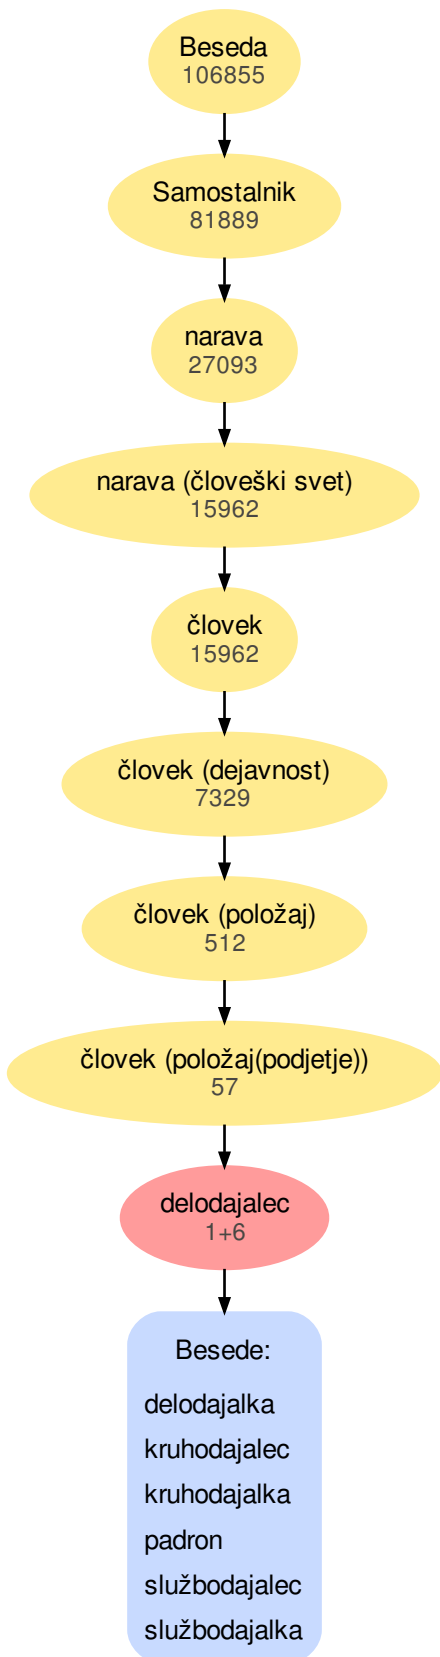 Beseda
106855
Samostalnik
81889
narava
27093
narava (človeški svet)
15962
človek
15962
človek (dejavnost)
7329
človek (položaj)
512
človek (položaj(podjetje))
57
delodajalec
1+6
Besede:
delodajalka
kruhodajalec
kruhodajalka
padron
službodajalec
službodajalka